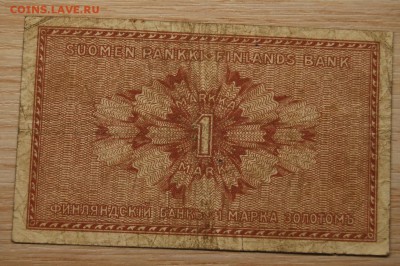 COINS.LAVE.RU
SUOMEN PANKKI·FINLANDS BANK
MARKKA
1
MARK
ФИНЛЯНДСКІЙ БАНКЪ·1 МАРКА ЗОЛОТОМЪ